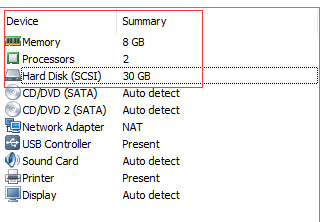 Device Summary
Memory 8 GB
Processors 2
Hard Disk (SCSI) 30 GB
CD/DVD (SATA) Auto detect
CD/DVD 2 (SATA) Auto detect
Network Adapter NAT
USB Controller Present
Sound Card Auto detect
Printer Present
Display Auto detect